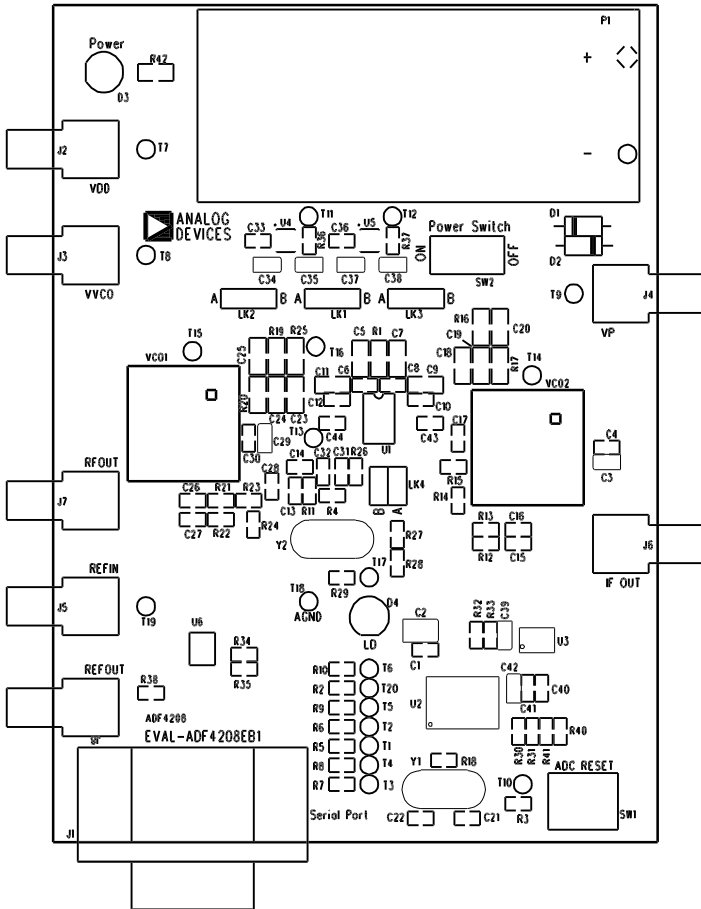 P1
Power
R42
+
D3
-
J2
T7
VDD
ANALOG
DEVICES
C33
U4
T11
R36
C36
U5
T12
R37
Power Switch
ON
OFF
SW2
D1
D2
J3
T8
VVCO
C34
C35
C37
C38
A
B
LK2
A
B
LK1
A
B
LK3
T9
J4
VP
T15
VCO1
C25
R19
R25
T16
C5
R1
C7
R16
C19
C20
C18
R17
T14
VCO2
R20
C24
C23
C11
C6
C8
C9
C12
C10
C44
U1
C43
C17
C4
C3
C30
C29
T13
RFOUT
J7
C28
C14
C32
C31
R26
C13
R11
R4
LK4
B
A
R15
R14
C26
R21
R23
C27
R22
R24
Y2
R27
R28
R13
C16
R12
C15
J6
IF OUT
REFIN
J5
T19
T17
R29
T18
AGND
D4
LD
U6
R34
R35
C2
C1
R32
R33
C39
U3
REFOUT
R38
R10
T6
R2
T20
R9
T5
R6
T2
R5
T1
R8
T4
R7
T3
U2
C42
C41
C40
ADF4208
EVAL-ADF4208EB1
R30
R31
R41
R40
Y1
R18
T10
R3
ADC RESET
SW1
J1
Serial Port
C22
C21